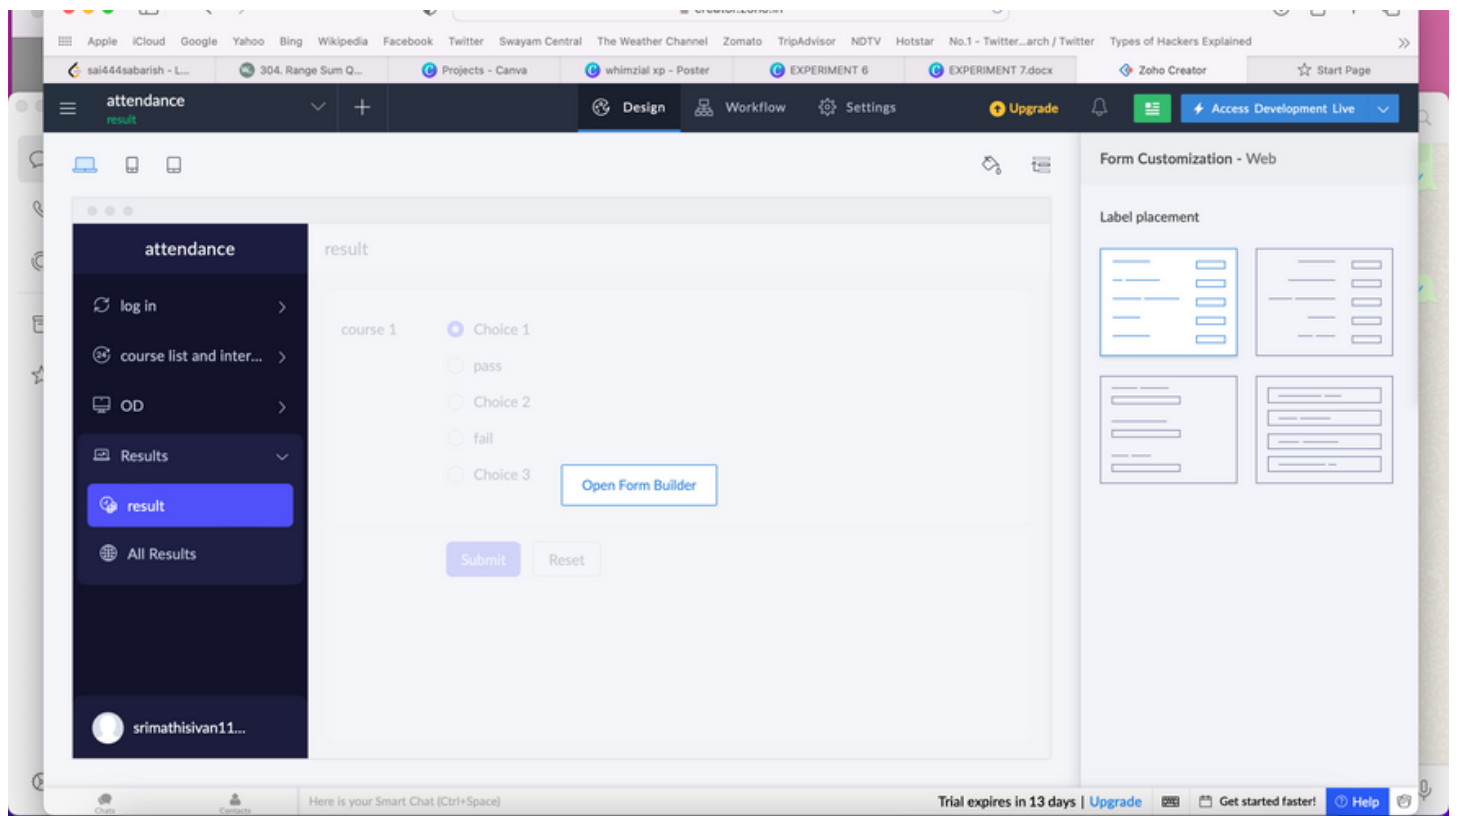 Apple iCloud Google Yahoo Bing Wikipedia Facebook Twitter Swayam Central The Weather Channel Zomato TripAdvisor NDTV Hotstar No.1 - Twitter...arch / Twitter Types of Hackers Explained
sai444sabarish - L... 304. Range Sum Q... Projects - Canva whimzial xp - Poster EXPERIMENT 6 EXPERIMENT 7.docx Zoho Creator Start Page
attendance
result
Design Workflow Settings Upgrade Access Development Live
Form Customization - Web
Label placement
attendance
result
log in
course list and inter...
OD
Results
result
All Results
srimathisivan11...
course 1
Choice 1
pass
Choice 2
fail
Choice 3
Open Form Builder
Submit Reset
Chats Contacts Here is your Smart Chat (Ctrl+Space) Trial expires in 13 days | Upgrade Get started faster! Help